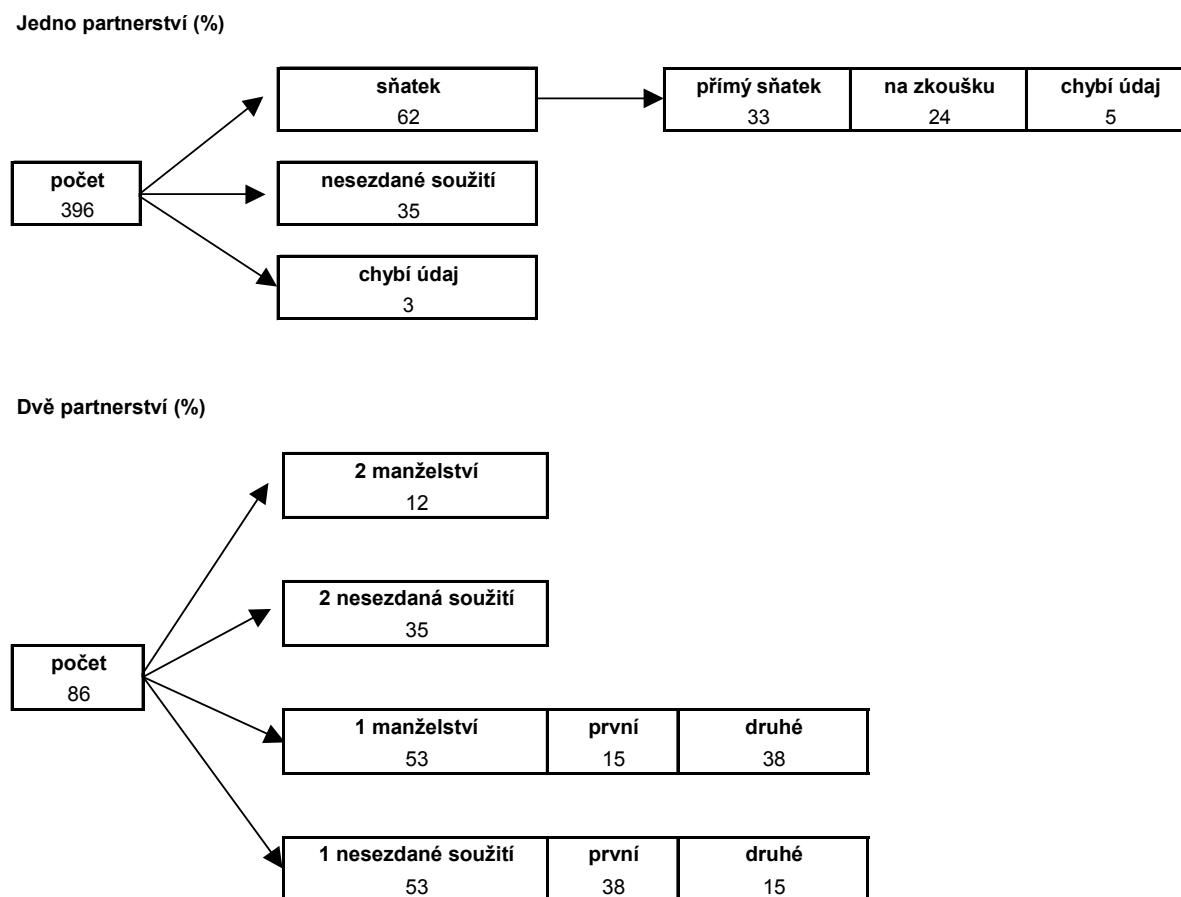 Jedno partnerství (%)
sňatek
62
přímý sňatek
33
na zkoušku
24
chybí údaj
5
počet
396
nesezdané soužití
35
chybí údaj
3
Dvě partnerství (%)
2 manželství
12
2 nesezdaná soužití
35
počet
86
1 manželství
53
první
15
druhé
38
1 nesezdané soužití
53
první
38
druhé
15